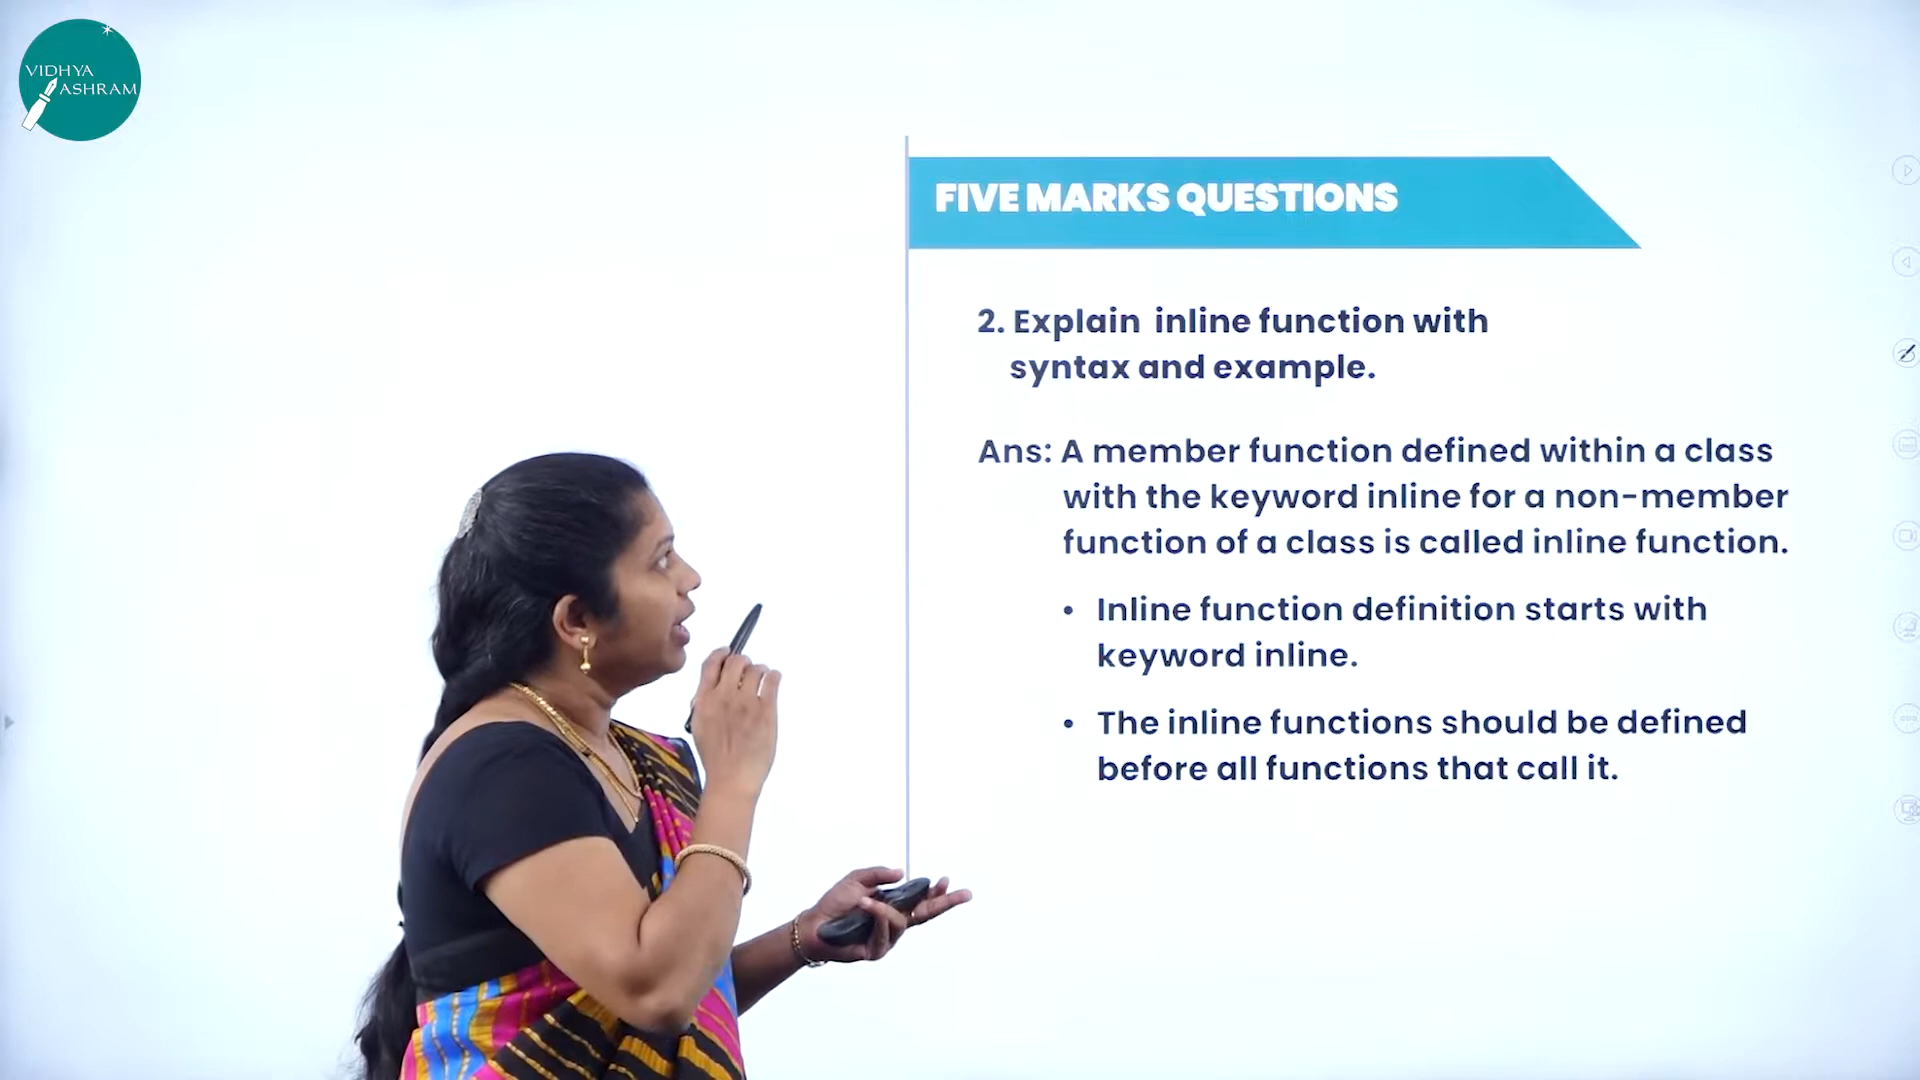 VIDHYA
ASHRAM
FIVE MARKS QUESTIONS
2. Explain inline function with
syntax and example.
Ans: A member function defined within a class
with the keyword inline for a non-member
function of a class is called inline function.
• Inline function definition starts with
keyword inline.
• The inline functions should be defined
before all functions that call it.